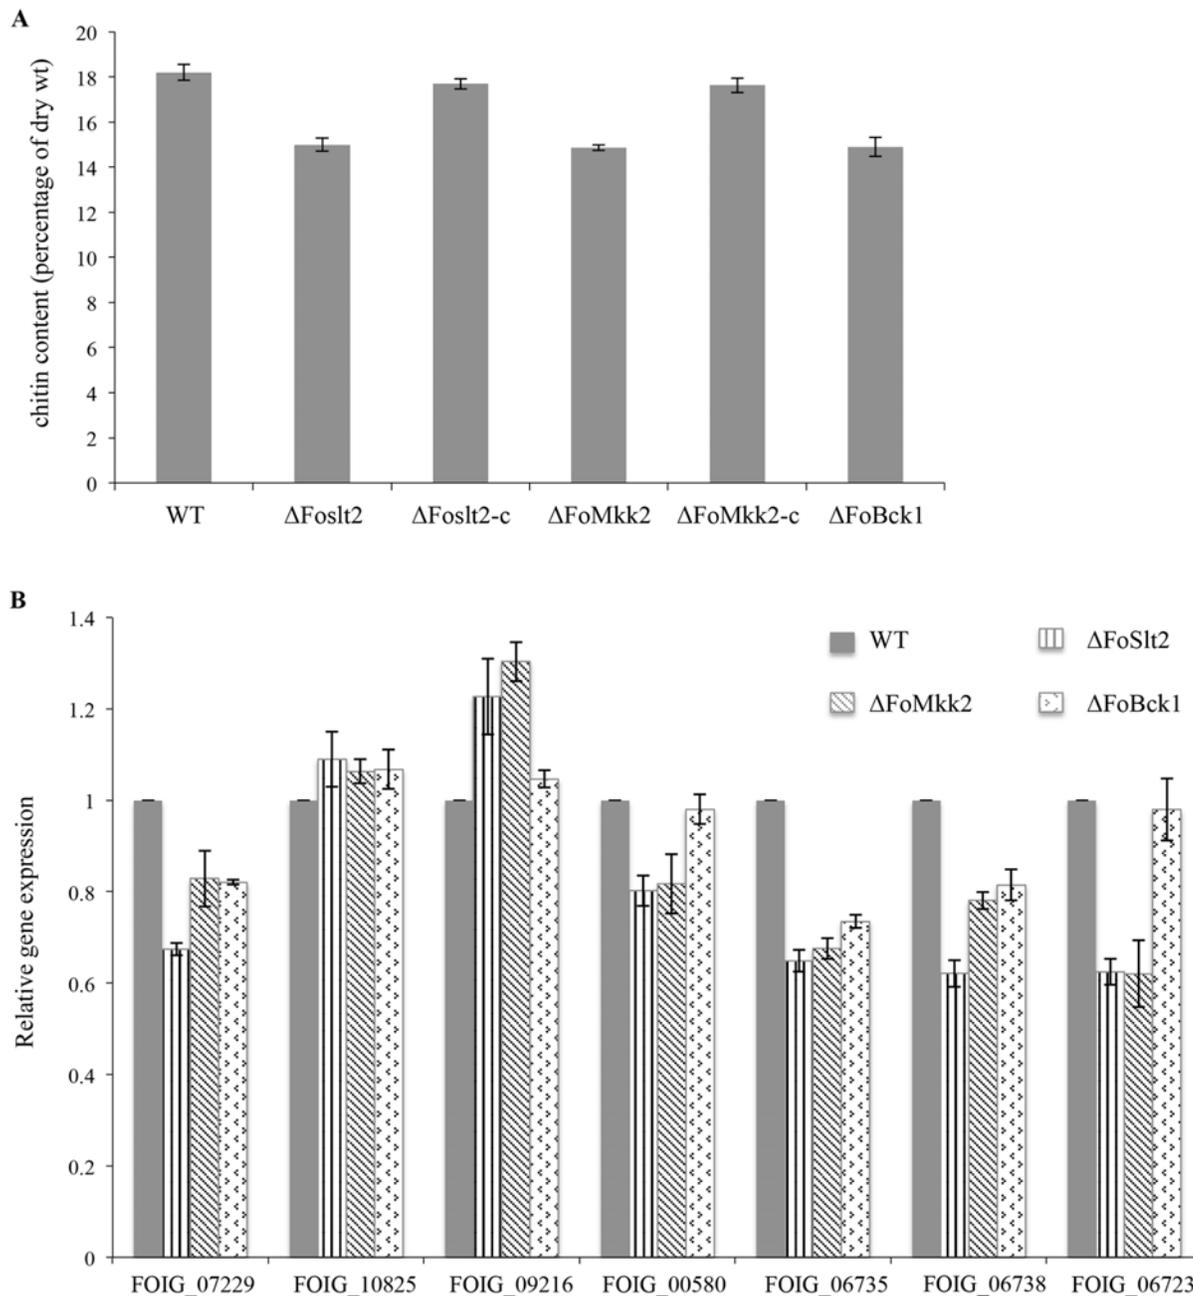 A
chitin content (percentage of dry wt)
20
18
16
14
12
10
8
6
4
2
0
WT ΔFoslt2 ΔFoslt2-c ΔFoMkk2 ΔFoMkk2-c ΔFoBck1
B
Relative gene expression
1.4
1.2
1
0.8
0.6
0.4
0.2
0
WT ΔFoSlt2
ΔFoMkk2 ΔFoBck1
FOIG_07229 FOIG_10825 FOIG_09216 FOIG_00580 FOIG_06735 FOIG_06738 FOIG_06723